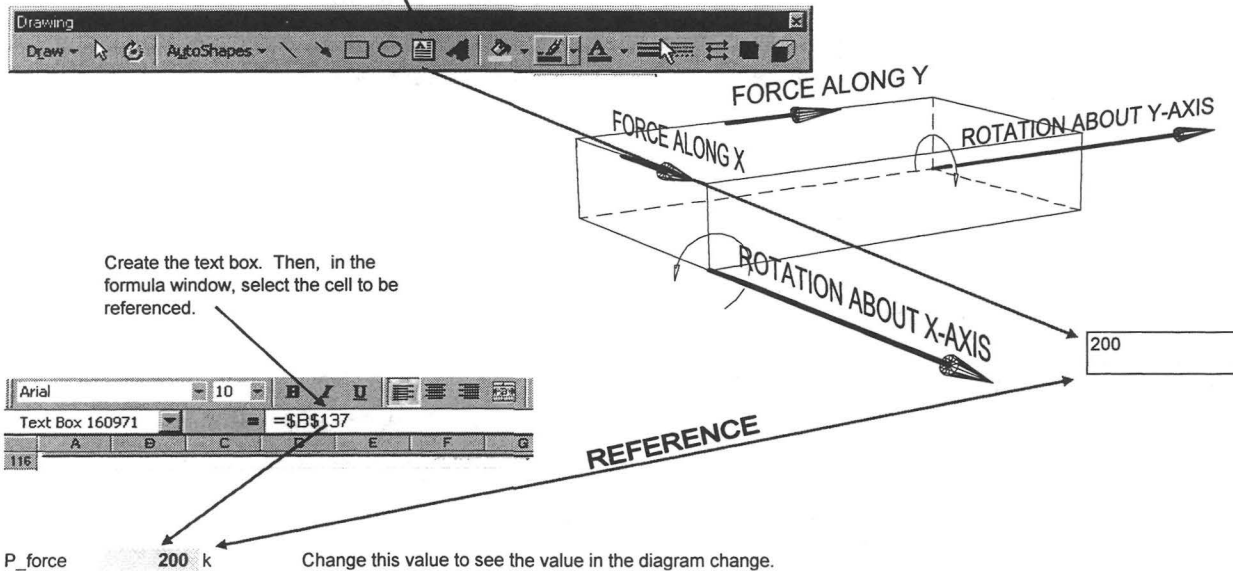 Drawing
Draw AutoShapes A
FORCE ALONG Y
FORCE ALONG X
ROTATION ABOUT Y-AXIS
ROTATION ABOUT X-AXIS
Create the text box. Then, in the
formula window, select the cell to be
referenced.
200
Arial 10 B I U
Text Box 160971 = =$B$137
A B C D E F G
116
REFERENCE
P_force 200 k Change this value to see the value in the diagram change.